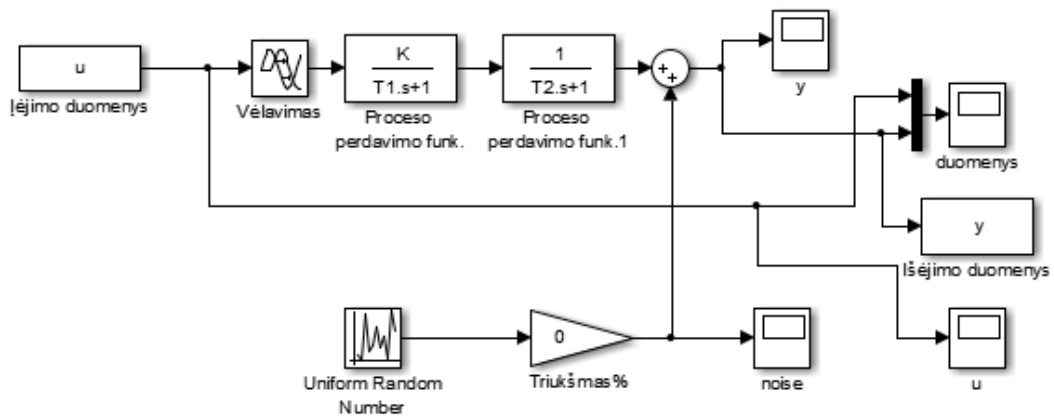 u
Įėjimo duomenys
Vėlavimas
K
T1.s+1
Proceso
perdavimo funk.
1
T2.s+1
Proceso
perdavimo funk.1
+
+
y
duomenys
y
Išėjimo duomenys
Uniform Random
Number
0
Triukšmas%
noise
u